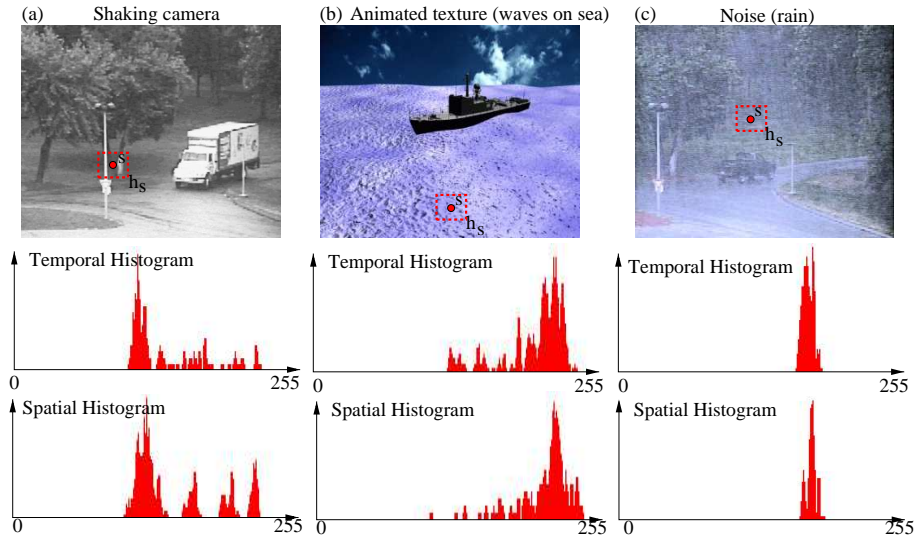 (a) Shaking camera
(b) Animated texture (waves on sea)
(c) Noise (rain)
s
hs
s
hs
s
hs
Temporal Histogram
Temporal Histogram
Temporal Histogram
0 255
0 255
0 255
Spatial Histogram
Spatial Histogram
Spatial Histogram
0 255
0 255
0 255